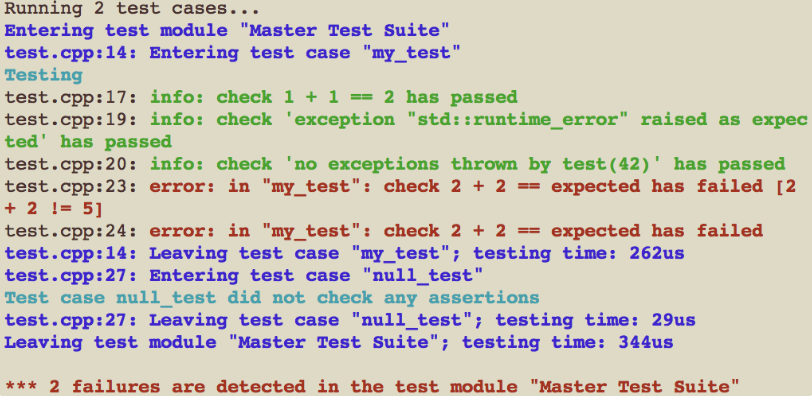 Running 2 test cases...
Entering test module "Master Test Suite"
test.cpp:14: Entering test case "my_test"
Testing
test.cpp:17: info: check 1 + 1 == 2 has passed
test.cpp:19: info: check 'exception "std::runtime_error" raised as expec
ted' has passed
test.cpp:20: info: check 'no exceptions thrown by test(42)' has passed
test.cpp:23: error: in "my_test": check 2 + 2 == expected has failed [2
+ 2 != 5]
test.cpp:24: error: in "my_test": check 2 + 2 == expected has failed
test.cpp:14: Leaving test case "my_test"; testing time: 262us
test.cpp:27: Entering test case "null_test"
Test case null_test did not check any assertions
test.cpp:27: Leaving test case "null_test"; testing time: 29us
Leaving test module "Master Test Suite"; testing time: 344us
*** 2 failures are detected in the test module "Master Test Suite"